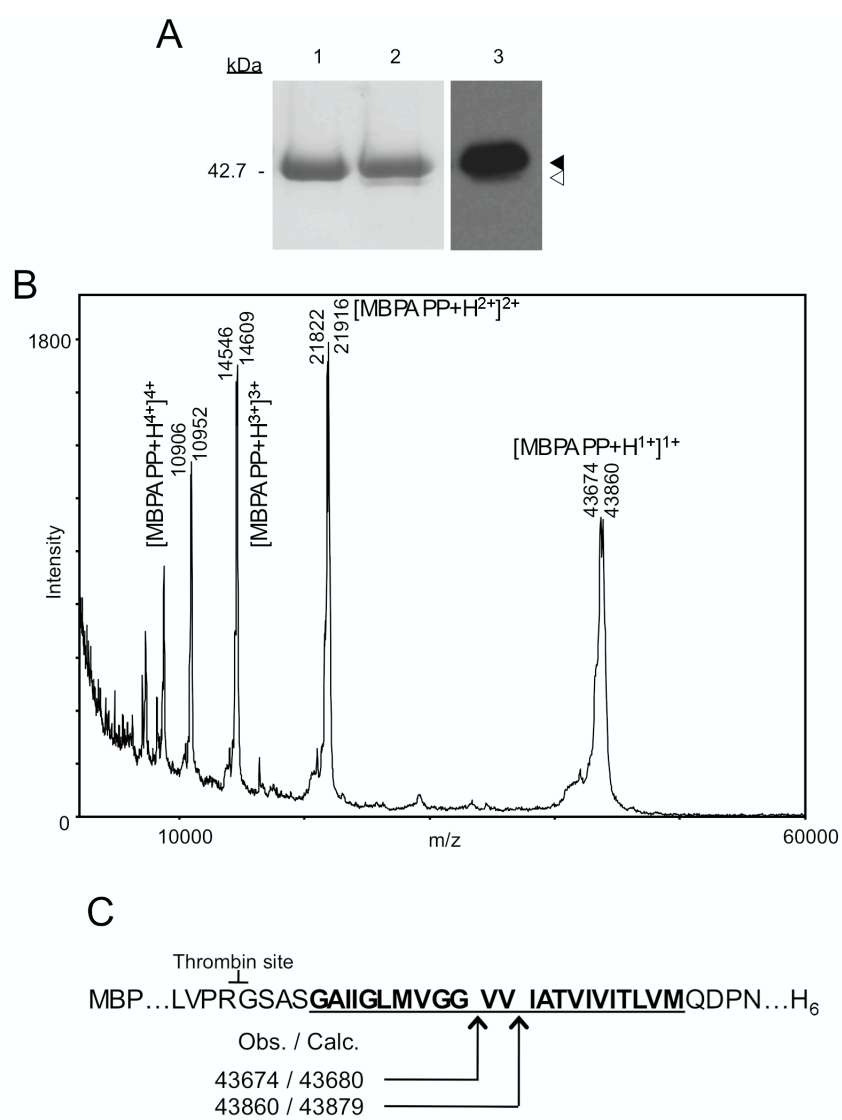 A
kDa
1 2 3
42.7 -
B
1800
Intensity
0
10000
m/z
60000
[MBPAPP+H4+]4+
10906
10952
14546
14609
[MBPAPP+H3+]3+
21822
21916
[MBPAPP+H2+]2+
[MBPAPP+H1+]1+
43674
43860
C
Thrombin site
MBP...LVPRGSASGAIIGLMVGG VV IATVIVITLVMQDPN...H6
Obs. / Calc.
43674 / 43680
43860 / 43879